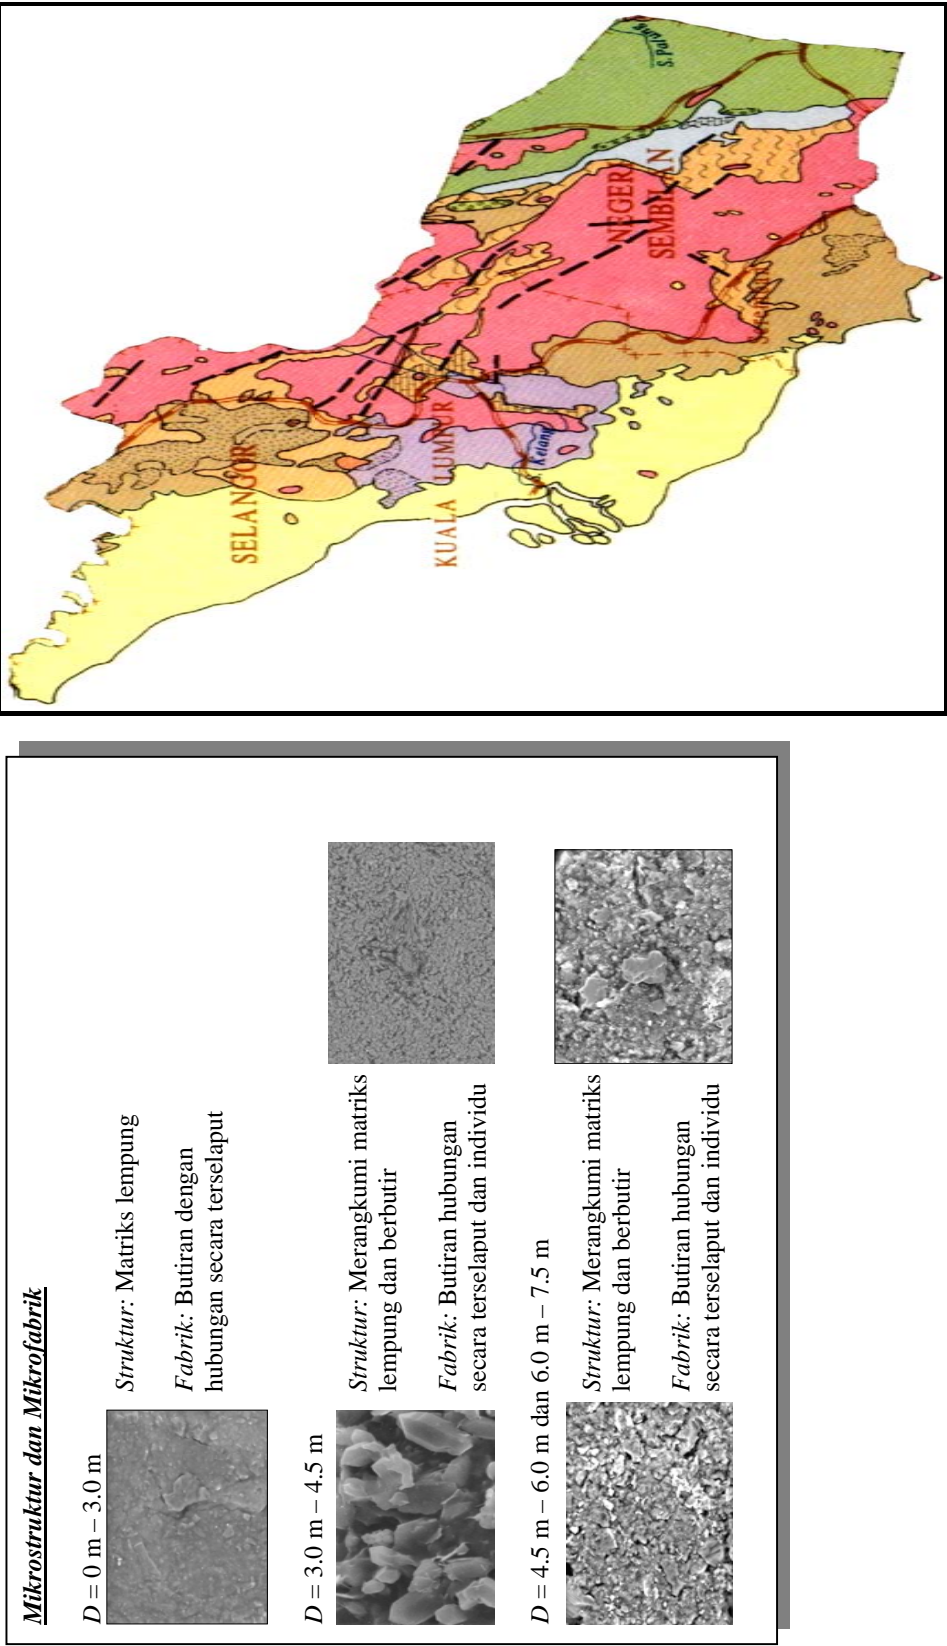 S. Palung
NEGERI
SEMBILAN
Seremban
SELANGOR
KUALA LUMPUR
Kelang
Mikrostruktur dan Mikrofabrik
D = 0 m – 3.0 m
Struktur: Matriks lempung
Fabrik: Butiran dengan
hubungan secara terselaput
D = 3.0 m – 4.5 m
Struktur: Merangkumi matriks
lempung dan berbutir
Fabrik: Butiran hubungan
secara terselaput dan individu
D = 4.5 m – 6.0 m dan 6.0 m – 7.5 m
Struktur: Merangkumi matriks
lempung dan berbutir
Fabrik: Butiran hubungan
secara terselaput dan individu